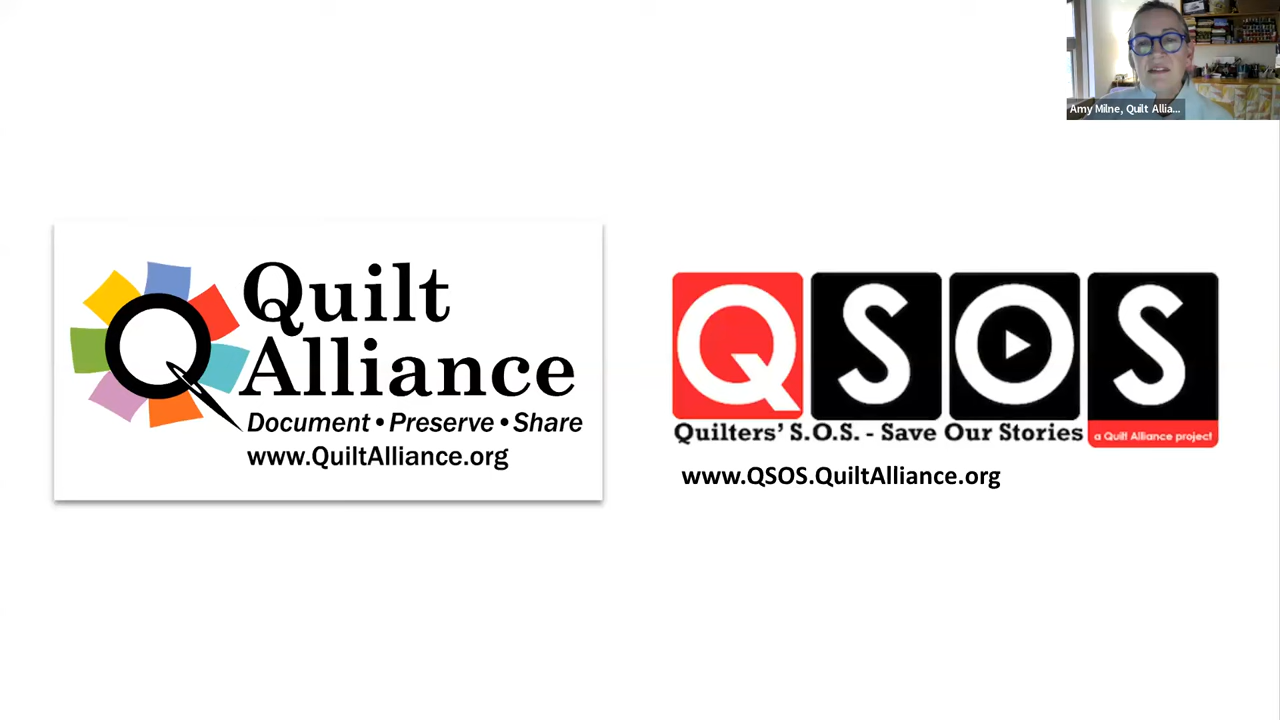 Amy Milne, Quilt Allia...
Quilt
Alliance
Document • Preserve • Share
www.QuiltAlliance.org
QSOS
Quilters' S.O.S. - Save Our Stories
a Quilt Alliance project
www.QSOS.QuiltAlliance.org